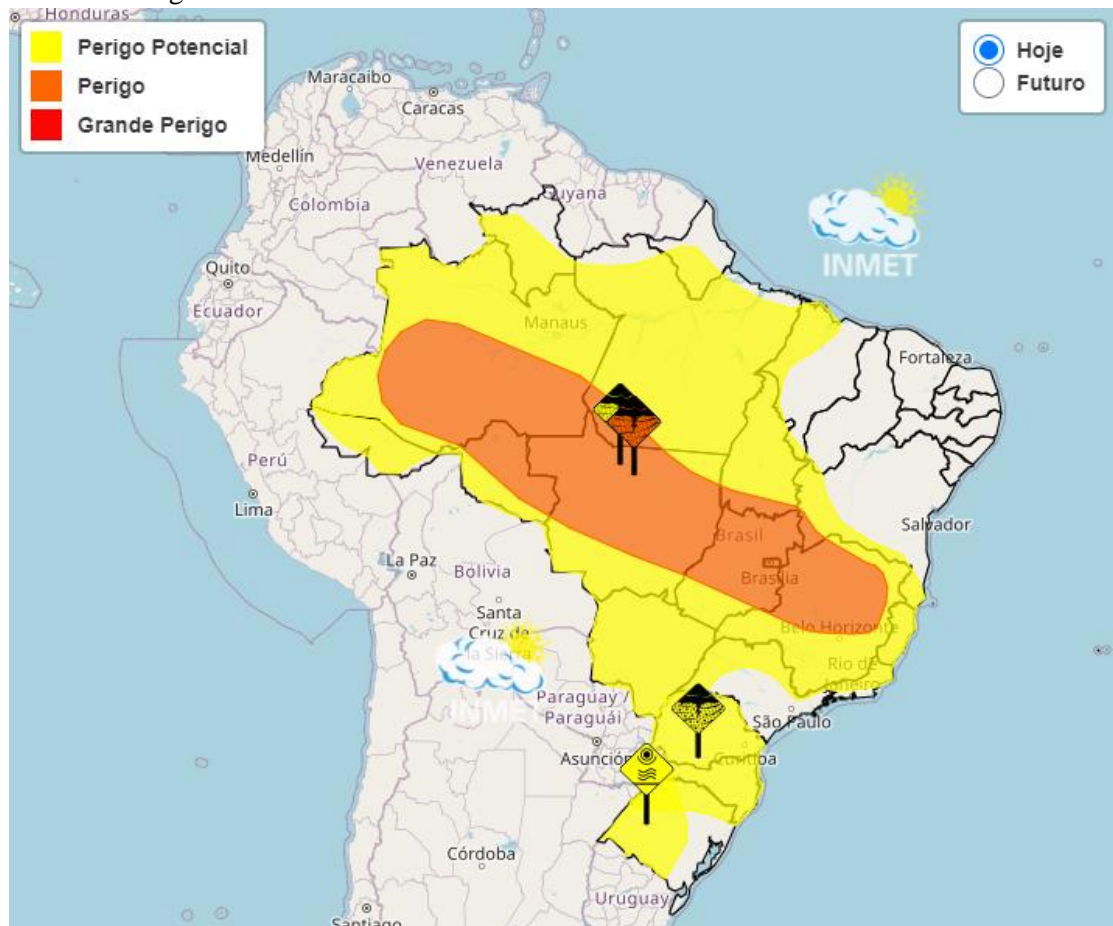 Honduras
Perigo Potencial
Perigo
Grande Perigo
Hoje
Futuro
Maracaibo
Caracas
Medellín
Venezuela
Guyana
Colombia
INMET
Quito
Ecuador
Manaus
Fortaleza
Perú
Lima
Salvador
Brasil
La Paz
Bolivia
Brasília
Santa
Cruz de
la Sierra
Belo Horizonte
Rio de
Janeiro
INMET
Paraguay /
Paraguái
São Paulo
Asunción
Curitiba
Córdoba
Uruguay
Santiago